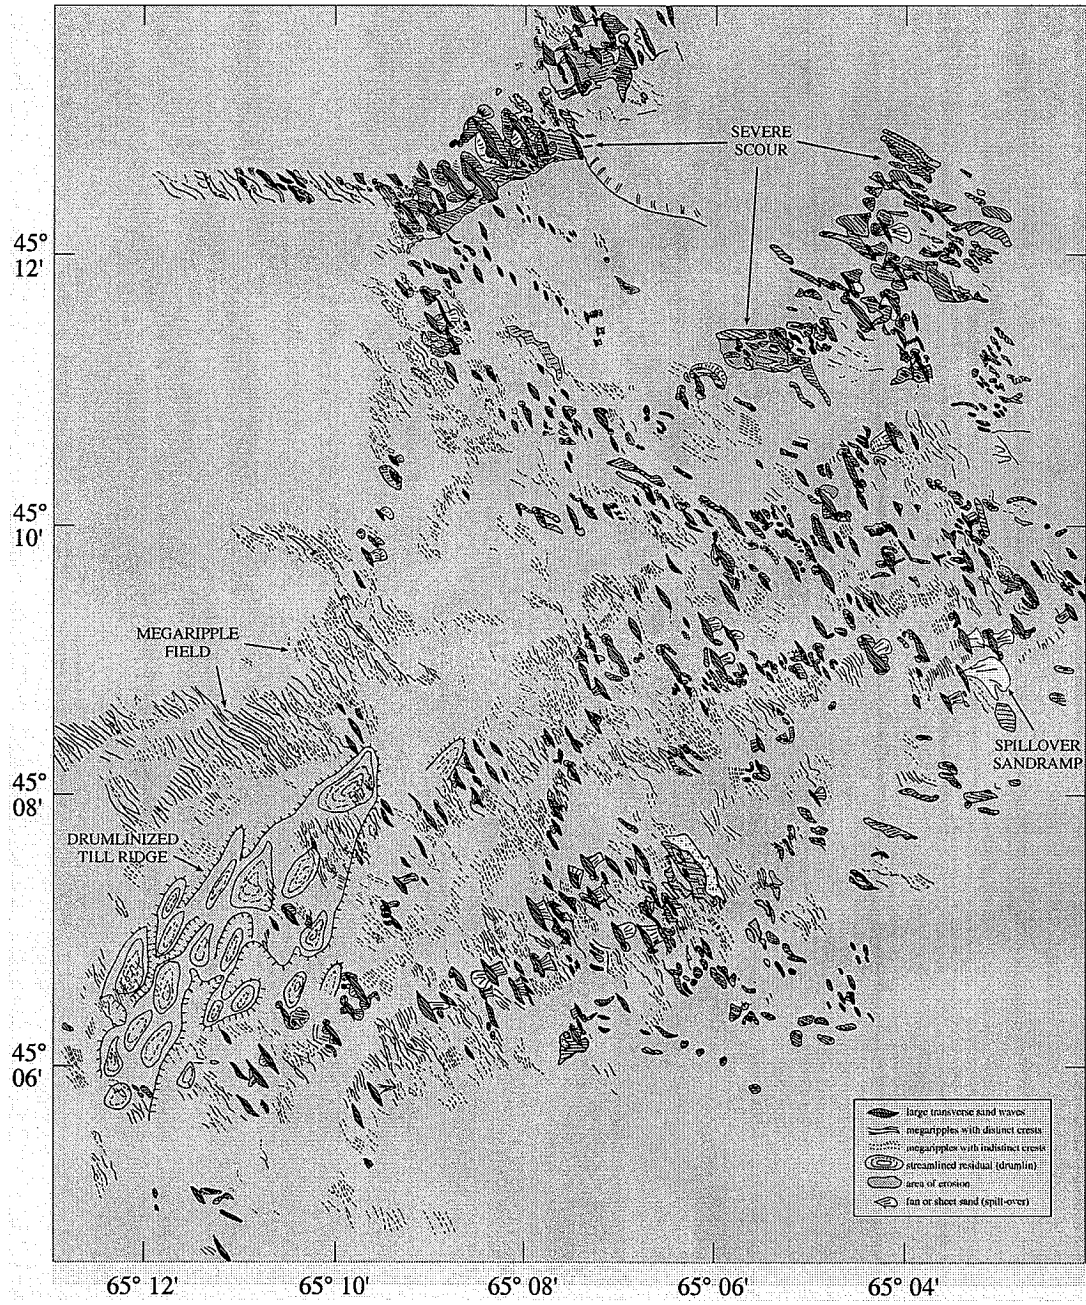 SEVERE
SCOUR
45°
12'
45°
10'
MEGARIPPLE
FIELD
SPILLOVER
SANDRAMP
45°
08'
DRUMLINIZED
TILL RIDGE
45°
06'
large transverse sand waves
megaripples with distinct crests
megaripples with indistinct crests
streamlined residual (drumlin)
area of erosion
fan or sheet sand (spill-over)
65° 12' 65° 10' 65° 08' 65° 06' 65° 04'